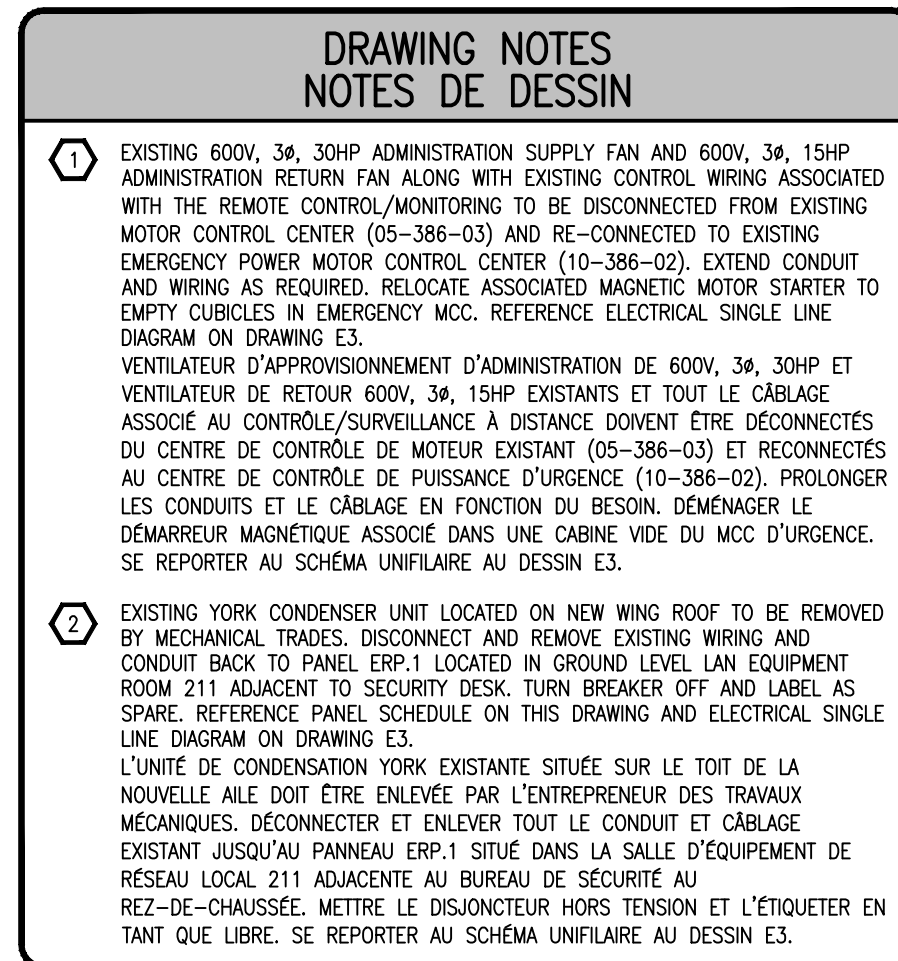 DRAWING NOTES
NOTES DE DESSIN
1
EXISTING 600V, 3ø, 30HP ADMINISTRATION SUPPLY FAN AND 600V, 3ø, 15HP
ADMINISTRATION RETURN FAN ALONG WITH EXISTING CONTROL WIRING ASSOCIATED
WITH THE REMOTE CONTROL/MONITORING TO BE DISCONNECTED FROM EXISTING
MOTOR CONTROL CENTER (05-386-03) AND RE-CONNECTED TO EXISTING
EMERGENCY POWER MOTOR CONTROL CENTER (10-386-02). EXTEND CONDUIT
AND WIRING AS REQUIRED. RELOCATE ASSOCIATED MAGNETIC MOTOR STARTER TO
EMPTY CUBICLES IN EMERGENCY MCC. REFERENCE ELECTRICAL SINGLE LINE
DIAGRAM ON DRAWING E3.
VENTILATEUR D'APPROVISIONNEMENT D'ADMINISTRATION DE 600V, 3ø, 30HP ET
VENTILATEUR DE RETOUR 600V, 3ø, 15HP EXISTANTS ET TOUT LE CÂBLAGE
ASSOCIÉ AU CONTRÔLE/SURVEILLANCE À DISTANCE DOIVENT ÊTRE DÉCONNECTÉS
DU CENTRE DE CONTRÔLE DE MOTEUR EXISTANT (05-386-03) ET RECONNECTÉS
AU CENTRE DE CONTRÔLE DE PUISSANCE D'URGENCE (10-386-02). PROLONGER
LES CONDUITS ET LE CÂBLAGE EN FONCTION DU BESOIN. DÉMÉNAGER LE
DÉMARREUR MAGNÉTIQUE ASSOCIÉ DANS UNE CABINE VIDE DU MCC D'URGENCE.
SE REPORTER AU SCHÉMA UNIFILAIRE AU DESSIN E3.
2
EXISTING YORK CONDENSER UNIT LOCATED ON NEW WING ROOF TO BE REMOVED
BY MECHANICAL TRADES. DISCONNECT AND REMOVE EXISTING WIRING AND
CONDUIT BACK TO PANEL ERP.1 LOCATED IN GROUND LEVEL LAN EQUIPMENT
ROOM 211 ADJACENT TO SECURITY DESK. TURN BREAKER OFF AND LABEL AS
SPARE. REFERENCE PANEL SCHEDULE ON THIS DRAWING AND ELECTRICAL SINGLE
LINE DIAGRAM ON DRAWING E3.
L'UNITÉ DE CONDENSATION YORK EXISTANTE SITUÉE SUR LE TOIT DE LA
NOUVELLE AILE DOIT ÊTRE ENLEVÉE PAR L'ENTREPRENEUR DES TRAVAUX
MÉCANIQUES. DÉCONNECTER ET ENLEVER TOUT LE CONDUIT ET CÂBLAGE
EXISTANT JUSQU'AU PANNEAU ERP.1 SITUÉ DANS LA SALLE D'ÉQUIPEMENT DE
RÉSEAU LOCAL 211 ADJACENTE AU BUREAU DE SÉCURITÉ AU
REZ-DE-CHAUSSÉE. METTRE LE DISJONCTEUR HORS TENSION ET L'ÉTIQUETER EN
TANT QUE LIBRE. SE REPORTER AU SCHÉMA UNIFILAIRE AU DESSIN E3.